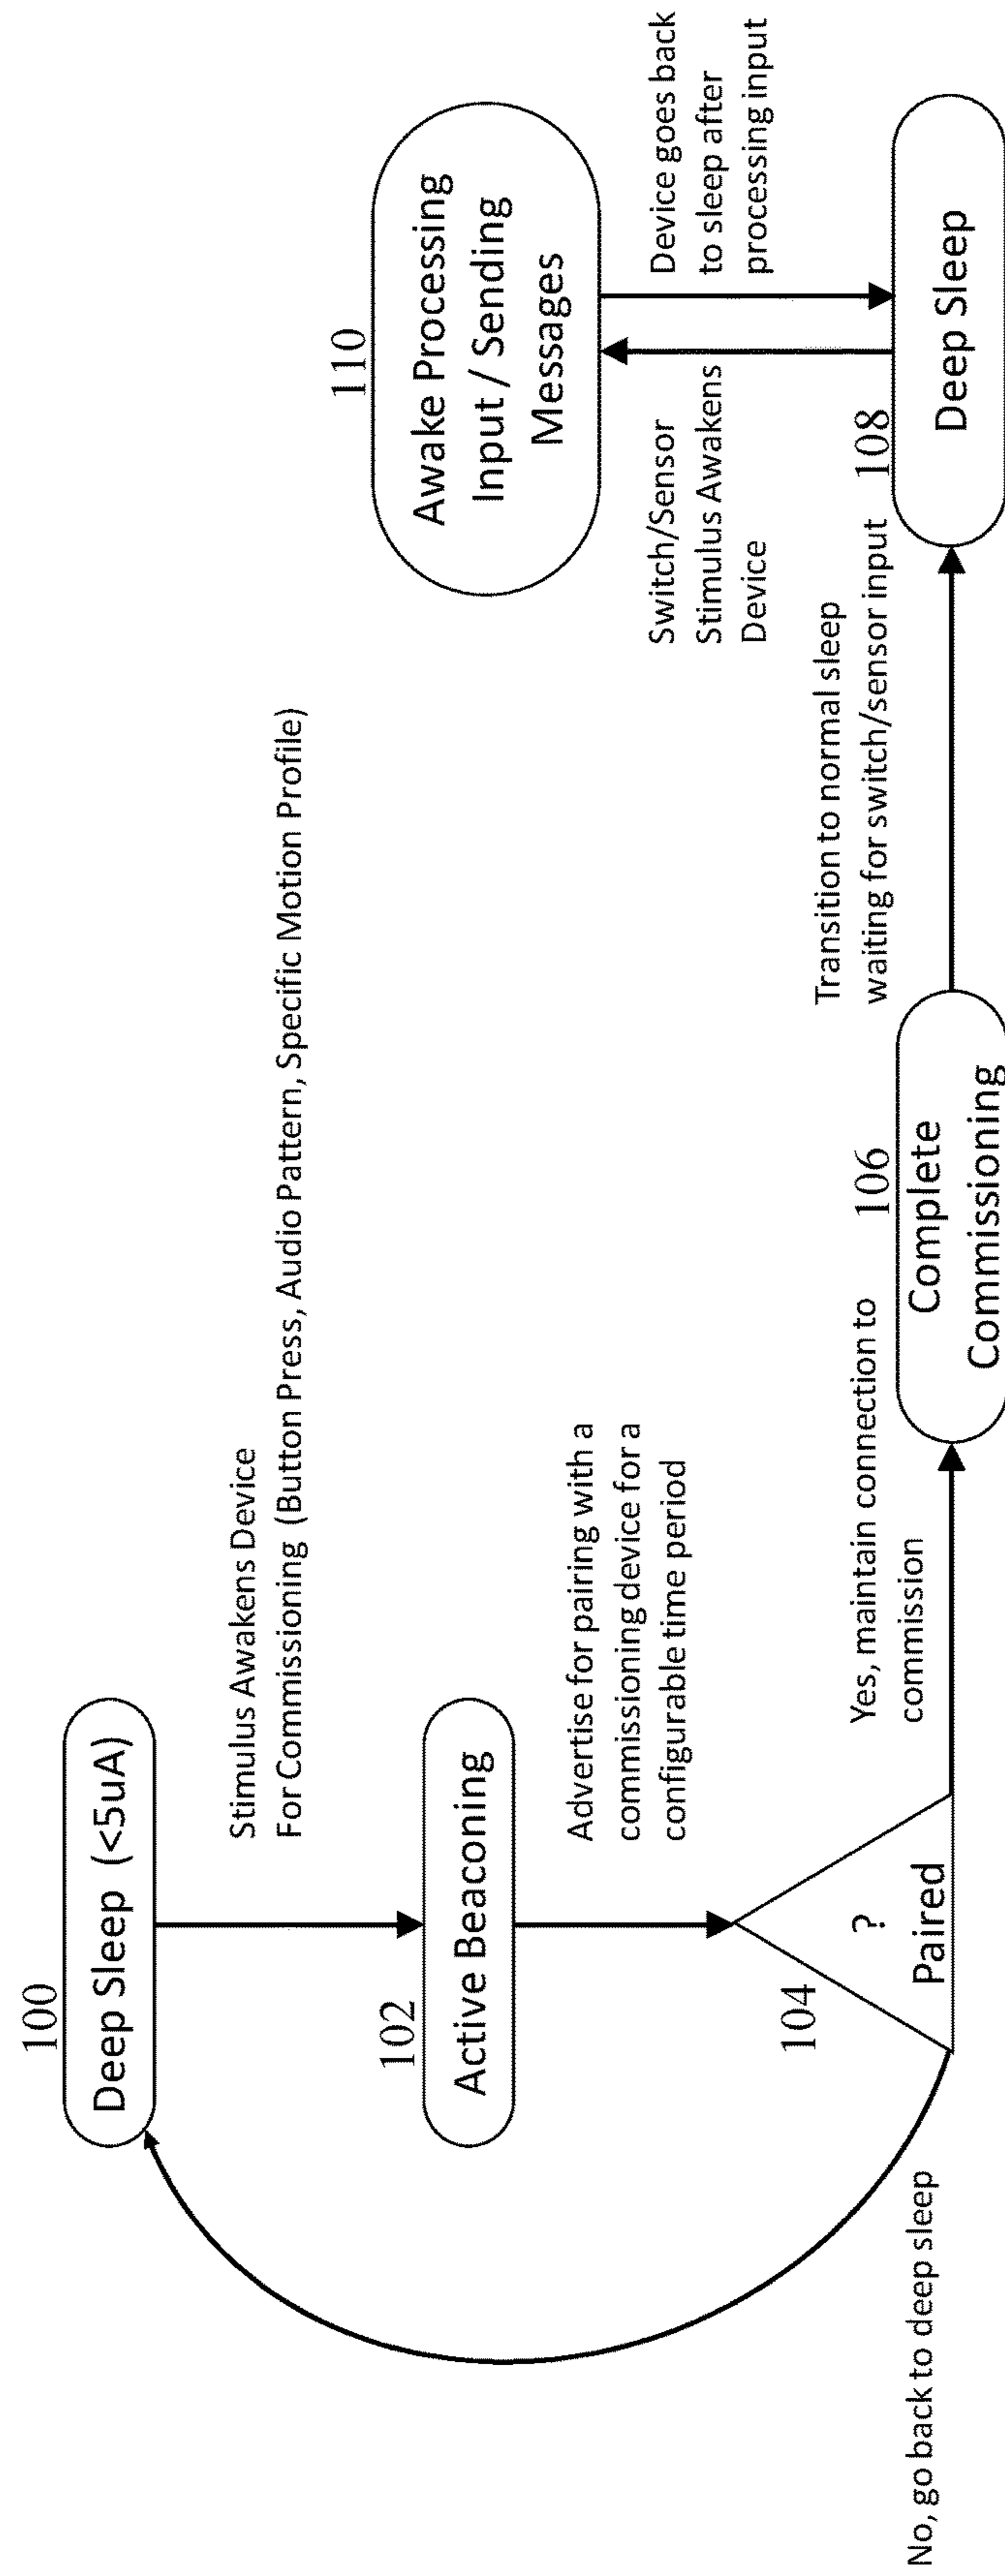 100
Deep Sleep (<5uA)
Stimulus Awakens Device
For Commissioning (Button Press, Audio Pattern, Specific Motion Profile)
102
Active Beaconing
Advertise for pairing with a
commissioning device for a
configurable time period
104
?
Paired
No, go back to deep sleep
Yes, maintain connection to
commission
106
Complete
Commissioning
Transition to normal sleep
waiting for switch/sensor input
108
Deep Sleep
Switch/Sensor
Stimulus Awakens
Device
Device goes back
to sleep after
processing input
110
Awake Processing
Input / Sending
Messages